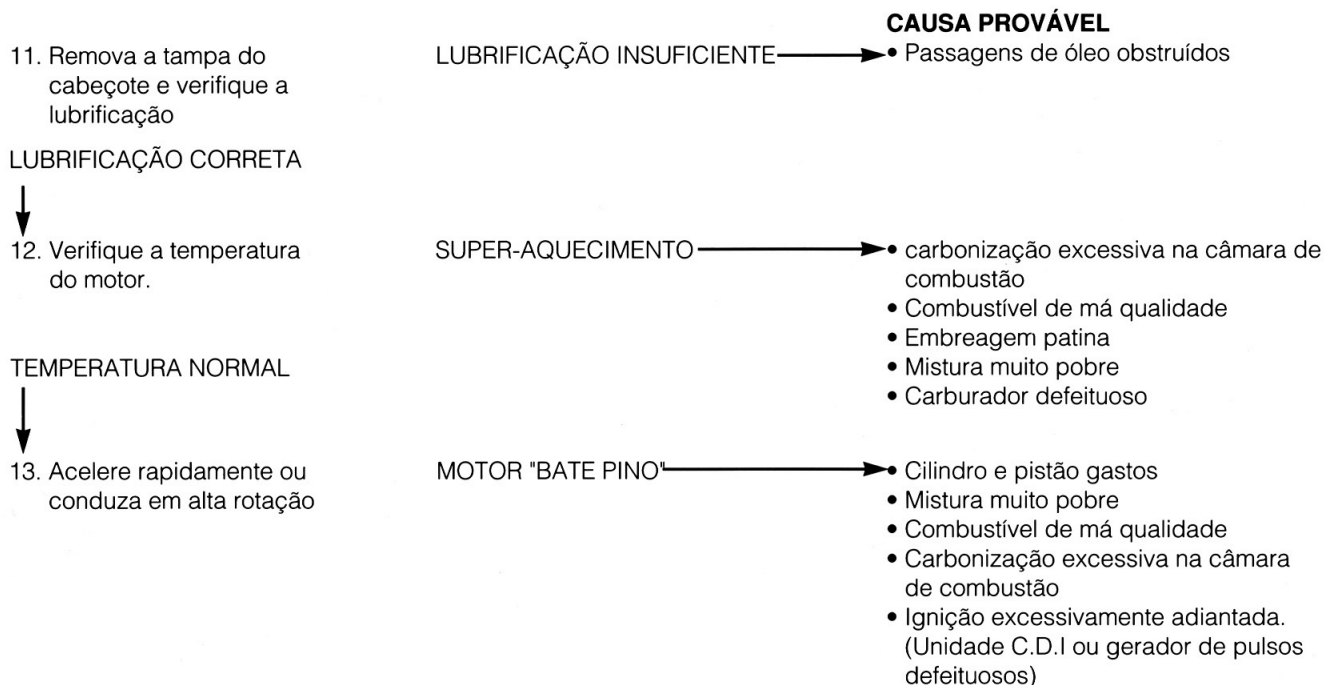 CAUSA PROVÁVEL
11. Remova a tampa do
cabeçote e verifique a
lubrificação
LUBRIFICAÇÃO INSUFICIENTE
• Passagens de óleo obstruídos
LUBRIFICAÇÃO CORRETA
12. Verifique a temperatura
do motor.
SUPER-AQUECIMENTO
• carbonização excessiva na câmara de
combustão
• Combustível de má qualidade
• Embreagem patina
• Mistura muito pobre
• Carburador defeituoso
TEMPERATURA NORMAL
13. Acelere rapidamente ou
conduza em alta rotação
MOTOR "BATE PINO"
• Cilindro e pistão gastos
• Mistura muito pobre
• Combustível de má qualidade
• Carbonização excessiva na câmara
de combustão
• Ignição excessivamente adiantada.
(Unidade C.D.I ou gerador de pulsos
defeituosos)